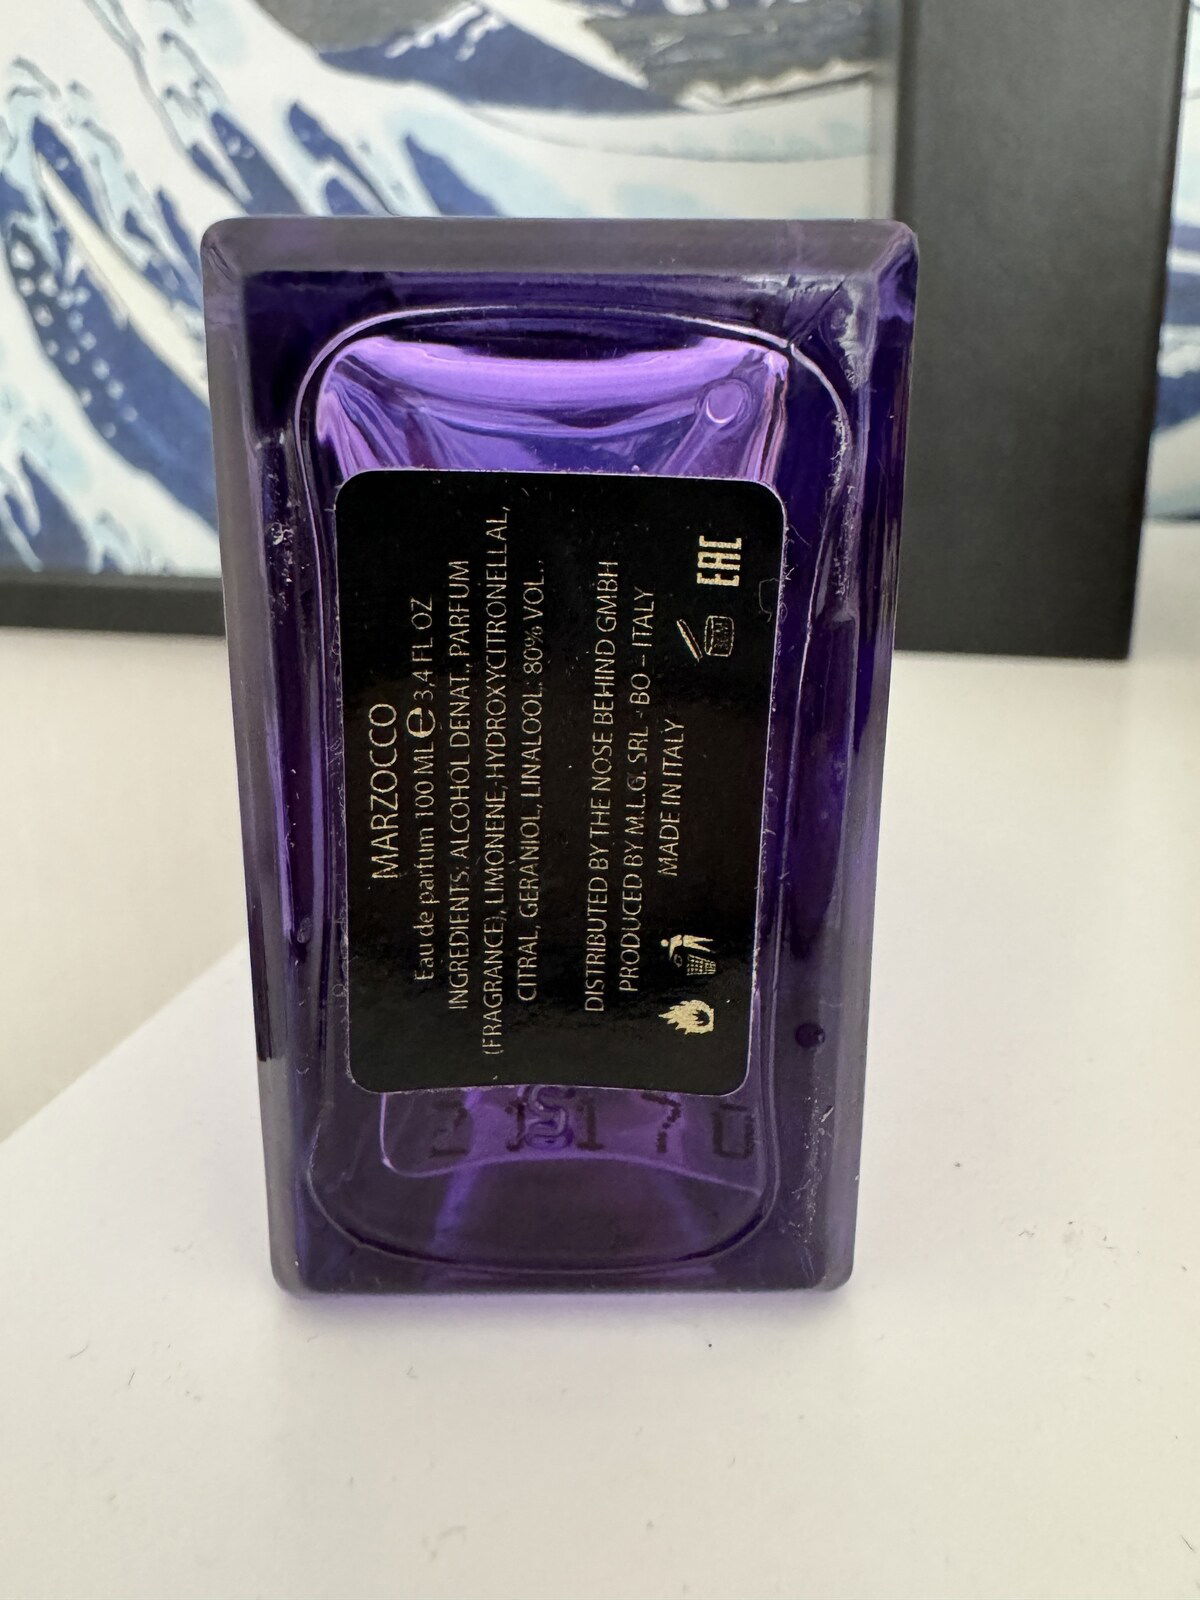 MARZOCCO
Eau de parfum 100 ML e 3,4 FL OZ
INGREDIENTS: ALCOHOL DENAT., PARFUM
(FRAGRANCE), LIMONENE, HYDROXYCITRONELLAL,
CITRAL, GERANIOL, LINALOOL. 80% VOL..
DISTRIBUTED BY THE NOSE BEHIND GMBH
PRODUCED BY M.L.G. SRL - BO - ITALY
MADE IN ITALY
EAC